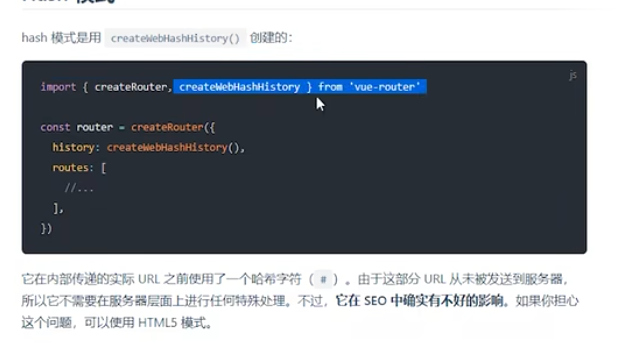 hash 模式是用 createWebHashHistory() 创建的:
js
import { createRouter, createWebHashHistory } from 'vue-router'
const router = createRouter({
history: createWebHashHistory(),
routes: [
//...
],
})
它在内部传递的实际 URL 之前使用了一个哈希字符（#）。由于这部分 URL 从未被发送到服务器，
所以它不需要在服务器层面上进行任何特殊处理。不过，它在 SEO 中确实有不好的影响。如果你担心
这个问题，可以使用 HTML5 模式。